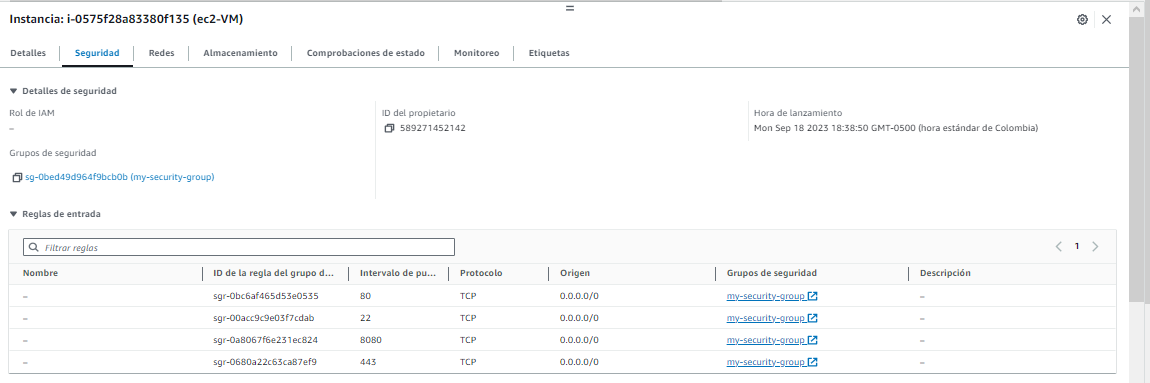 Instancia: i-0575f28a83380f135 (ec2-VM)
Detalles Seguridad Redes Almacenamiento Comprobaciones de estado Monitoreo Etiquetas
Detalles de seguridad
Rol de IAM ID del propietario Hora de lanzamiento
– 589271452142 Mon Sep 18 2023 18:38:50 GMT-0500 (hora estándar de Colombia)
Grupos de seguridad
sg-0bed49d964f9bcb0b (my-security-group)
Reglas de entrada
Filtrar reglas 1
Nombre ID de la regla del grupo d... Intervalo de pu... Protocolo Origen Grupos de seguridad Descripción
– sgr-0bc6af465d53e0535 80 TCP 0.0.0.0/0 my-security-group –
– sgr-00acc9c9e03f7cdab 22 TCP 0.0.0.0/0 my-security-group –
– sgr-0a8067f6e231ec824 8080 TCP 0.0.0.0/0 my-security-group –
– sgr-0680a22c63ca87ef9 443 TCP 0.0.0.0/0 my-security-group –